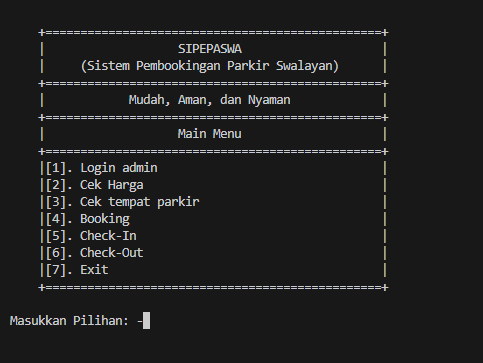 +================================================+
|                   SIPEPASWA                    |
|     (Sistem Pembookingan Parkir Swalayan)      |
+================================================+
|            Mudah, Aman, dan Nyaman             |
+================================================+
|                   Main Menu                    |
+================================================+
|[1]. Login admin                                |
|[2]. Cek Harga                                  |
|[3]. Cek tempat parkir                          |
|[4]. Booking                                    |
|[5]. Check-In                                   |
|[6]. Check-Out                                  |
|[7]. Exit                                       |
+================================================+
Masukkan Pilihan: -